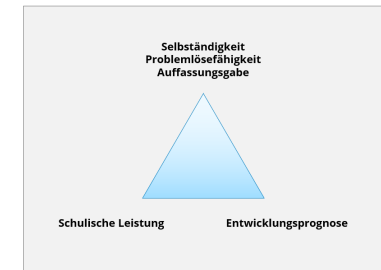 Selbständigkeit
Problemlösefähigkeit
Auffassungsgabe
Schulische Leistung
Entwicklungsprognose